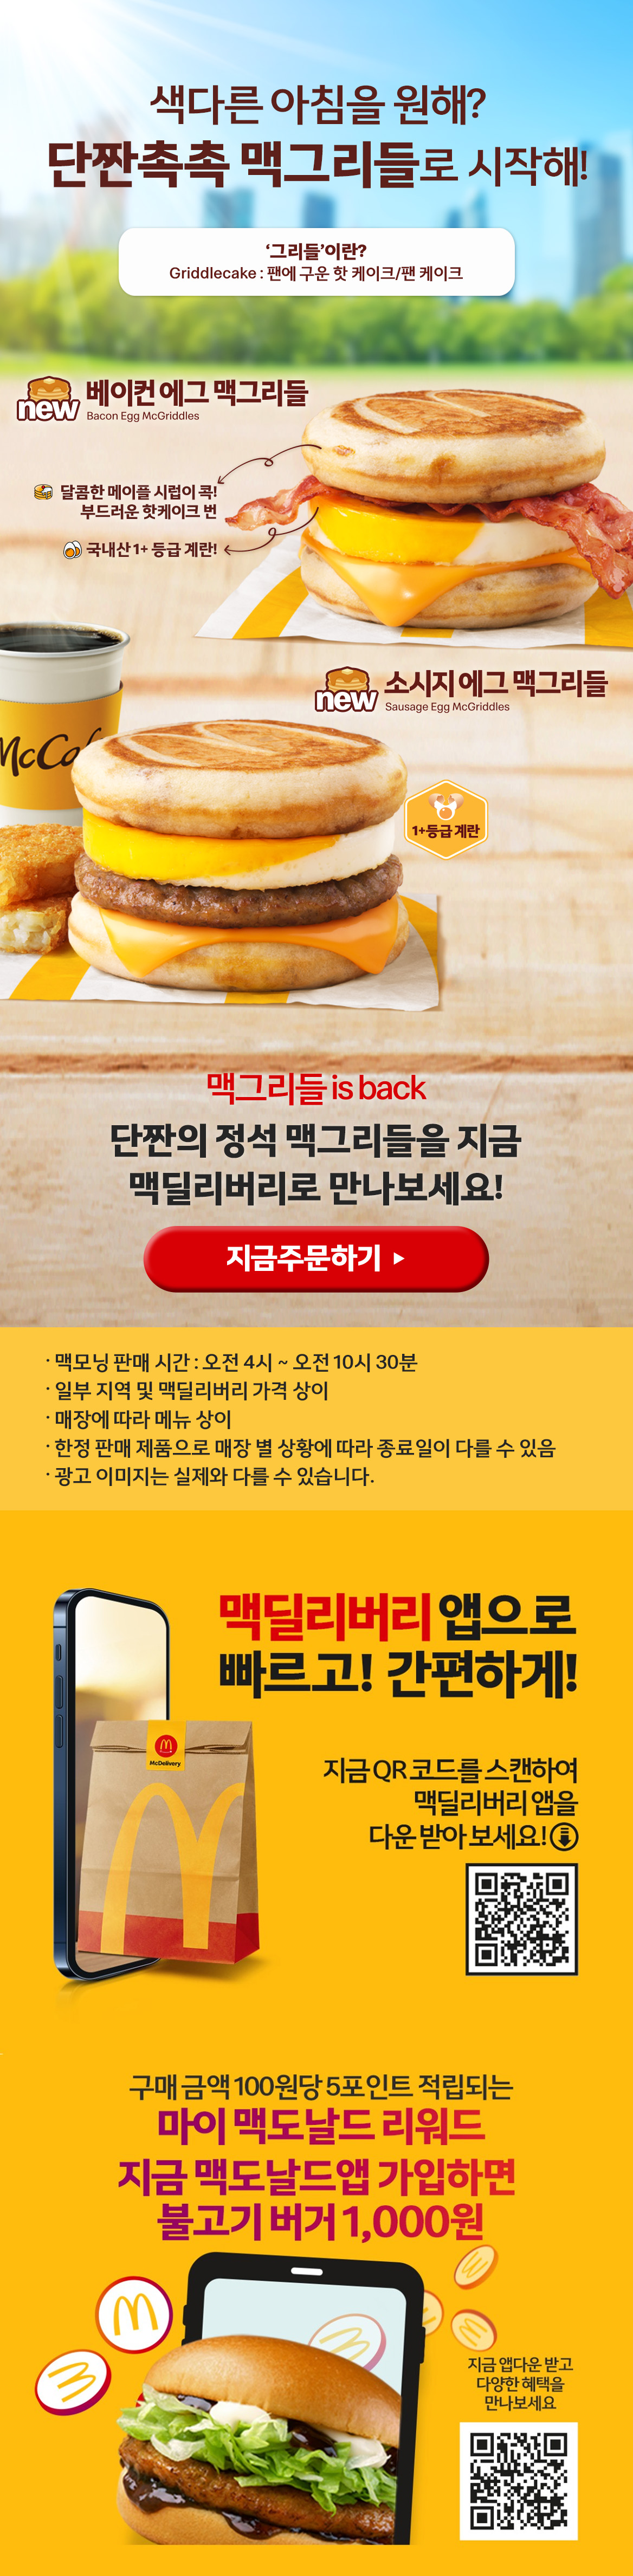 색다른 아침을 원해?
단짠촉촉 맥그리들로 시작해!
‘그리들’이란?
Griddlecake : 팬에 구운 핫 케이크/팬 케이크
new 베이컨 에그 맥그리들
Bacon Egg McGriddles
달콤한 메이플 시럽이 콕!
부드러운 핫케이크 번
국내산 1+ 등급 계란!
new 소시지 에그 맥그리들
Sausage Egg McGriddles
McCaf
1+등급 계란
맥그리들 is back
단짠의 정석 맥그리들을 지금
맥딜리버리로 만나보세요!
지금주문하기
· 맥모닝 판매 시간 : 오전 4시 ~ 오전 10시 30분
· 일부 지역 및 맥딜리버리 가격 상이
· 매장에 따라 메뉴 상이
· 한정 판매 제품으로 매장 별 상황에 따라 종료일이 다를 수 있음
· 광고 이미지는 실제와 다를 수 있습니다.
맥딜리버리 앱으로
빠르고! 간편하게!
McDelivery
지금 QR 코드를 스캔하여
맥딜리버리 앱을
다운 받아 보세요!
구매 금액 100원당 5포인트 적립되는
마이 맥도날드 리워드
지금 맥도날드앱 가입하면
불고기 버거 1,000원
지금 앱다운 받고
다양한 혜택을
만나보세요